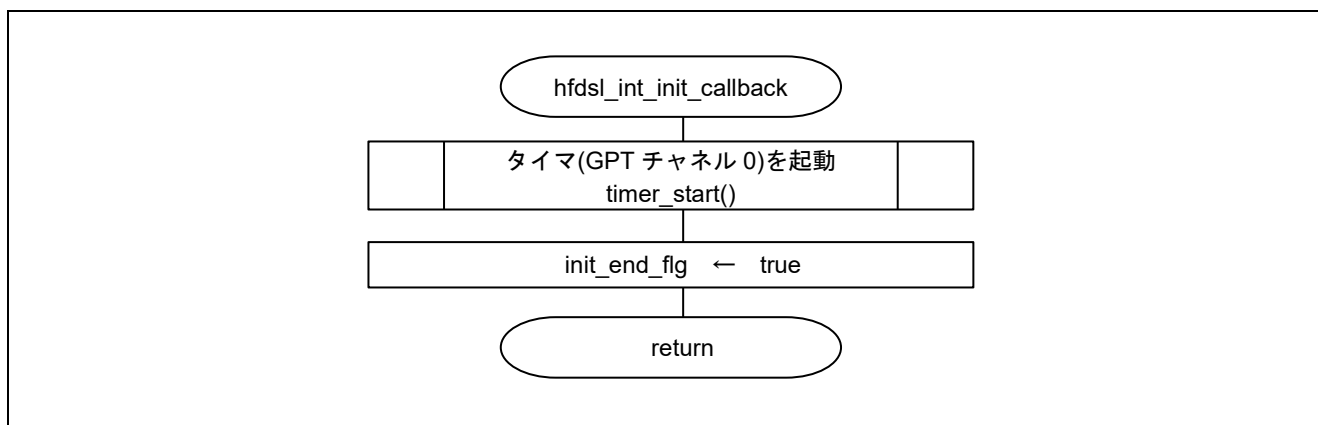 hfdsl_int_init_callback
タイマ(GPT チャネル 0)を起動
timer_start()
init_end_flg ← true
return